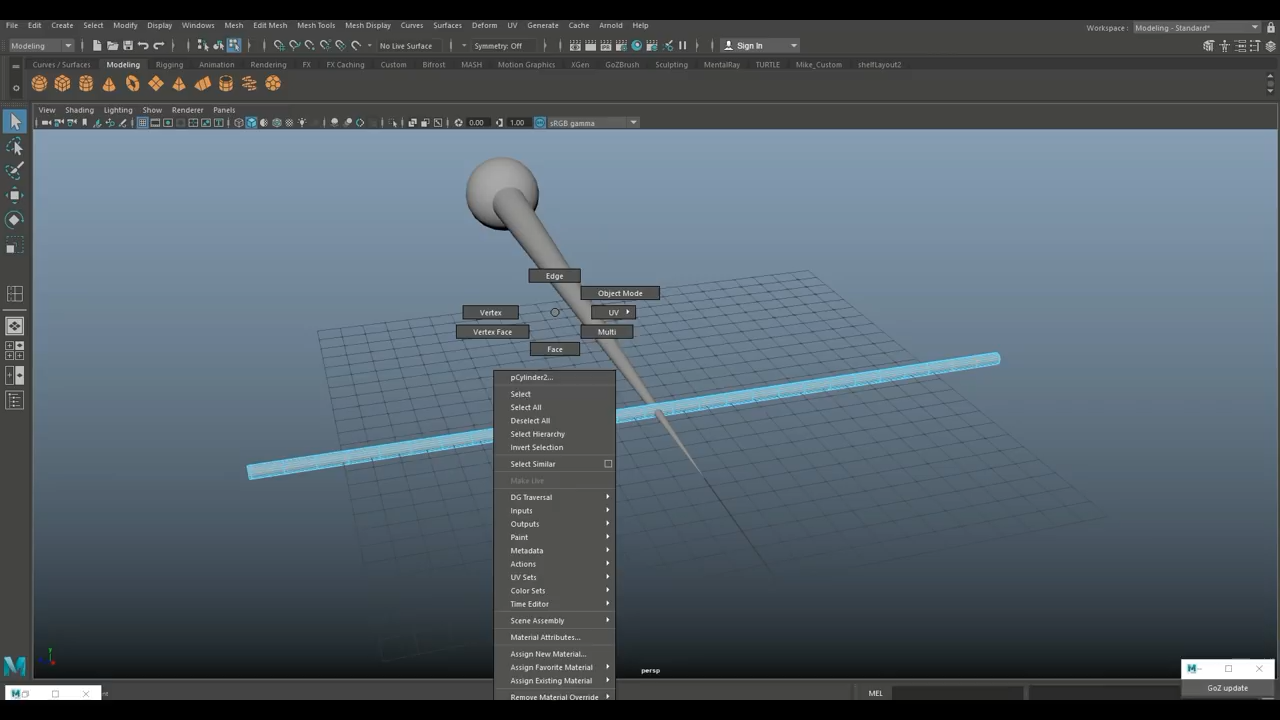 File Edit Create Select Modify Display Windows Mesh Edit Mesh Mesh Tools Mesh Display Curves Surfaces Deform UV Generate Cache Arnold Help
Workspace : Modeling - Standard*
Modeling No Live Surface Symmetry: Off Sign In
Curves / Surfaces Modeling Rigging Animation Rendering FX FX Caching Custom Bifrost MASH Motion Graphics XGen GoZBrush Sculpting MentalRay TURTLE Mike_Custom shelfLayout2
View Shading Lighting Show Renderer Panels
0.00 1.00 sRGB gamma
Edge
Object Mode
Vertex UV
Vertex Face Multi
Face
pCylinder2...
Select
Select All
Deselect All
Select Hierarchy
Invert Selection
Select Similar
Make Live
DG Traversal
Inputs
Outputs
Paint
Metadata
Actions
UV Sets
Color Sets
Time Editor
Scene Assembly
Material Attributes...
Assign New Material...
Assign Favorite Material
Assign Existing Material
Remove Material Override
persp
MEL
GoZ update